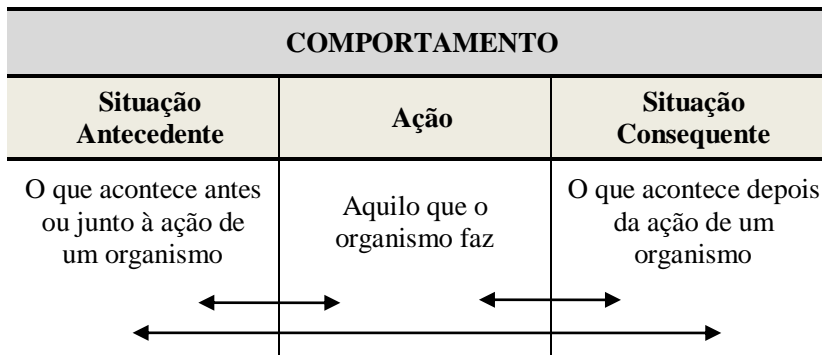 COMPORTAMENTO
Situação
Antecedente
Ação
Situação
Consequente
O que acontece antes
ou junto à ação de
um organismo
Aquilo que o
organismo faz
O que acontece depois
da ação de um
organismo